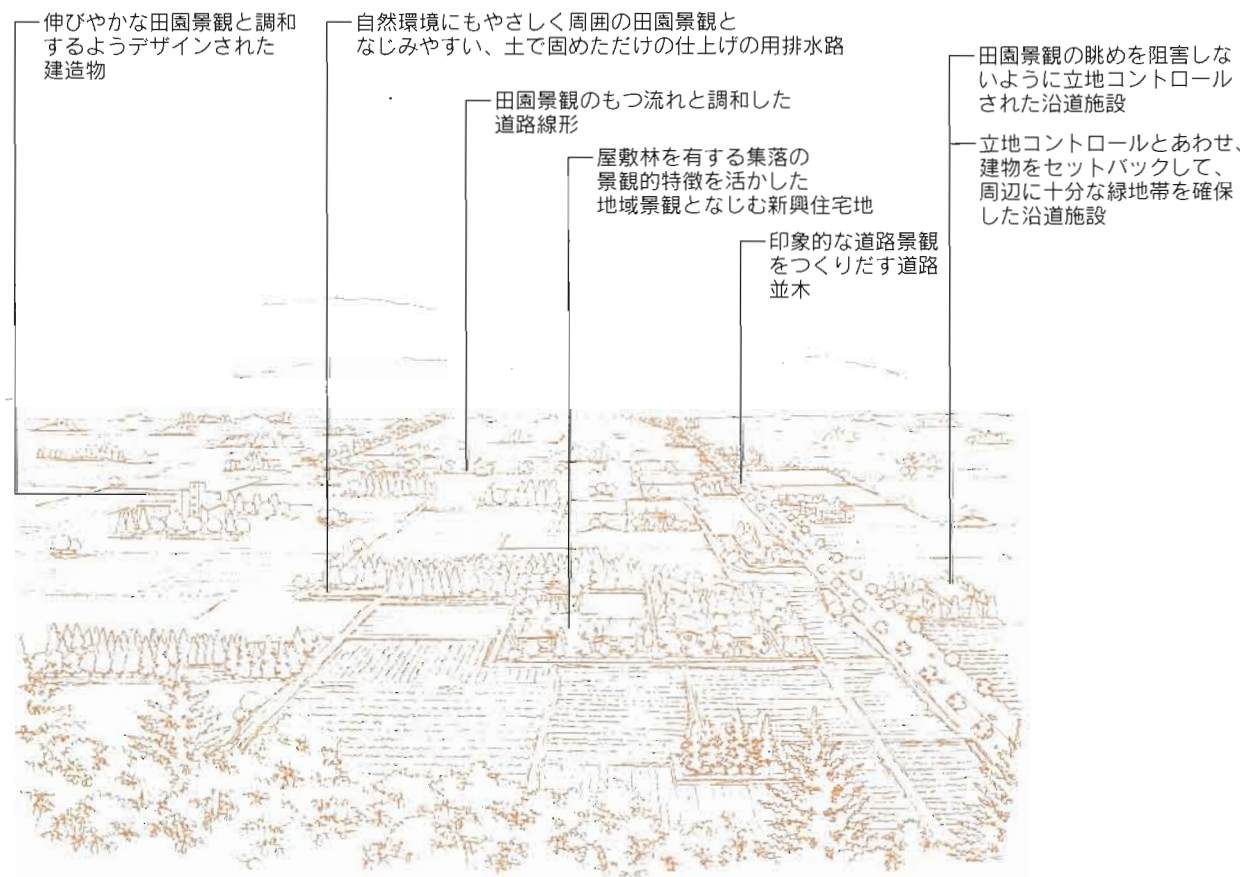 伸びやかな田園景観と調和
するようデザインされた
建造物
自然環境にもやさしく周囲の田園景観と
なじみやすい、土で固めただけの仕上げの用排水路
田園景観のもつ流れと調和した
道路線形
屋敷林を有する集落の
景観的特徴を活かした
地域景観となじむ新興住宅地
印象的な道路景観
をつくりだす道路
並木
田園景観の眺めを阻害しな
いように立地コントロール
された沿道施設
立地コントロールとあわせ、
建物をセットバックして、
周辺に十分な緑地帯を確保
した沿道施設